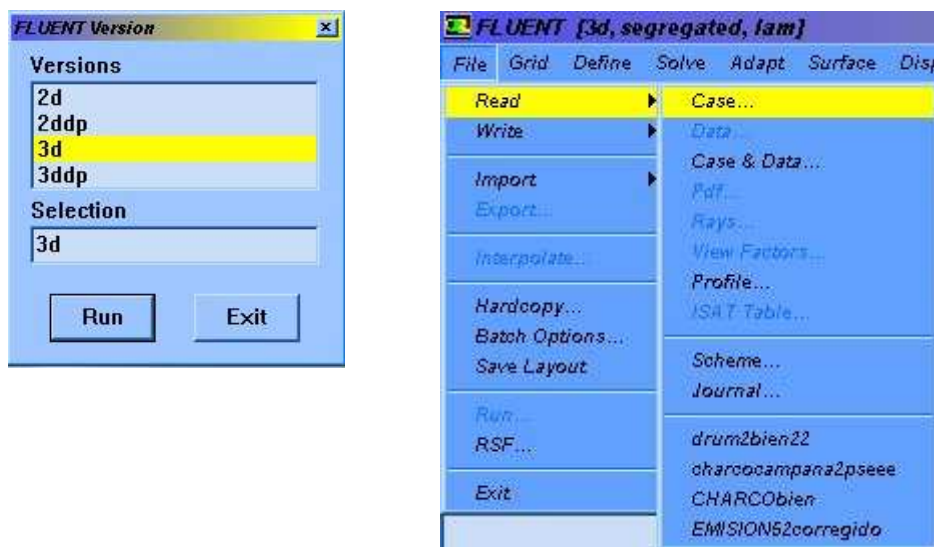 FLUENT Version
Versions
2d
2ddp
3d
3ddp
Selection
3d
Run Exit
FLUENT [3d, segregated, lam]
File Grid Define Solve Adapt Surface Disp
Read
Write
Import
Export...
Interpolate...
Hardcopy...
Batch Options...
Save Layout
Run...
RSF...
Exit
Case...
Data...
Case & Data...
Pdf...
Rays...
View Factors...
Profile...
ISAT Table...
Scheme...
Journal...
drum2bien22
charcocampana2pseee
CHARCObien
EMISION52corregido